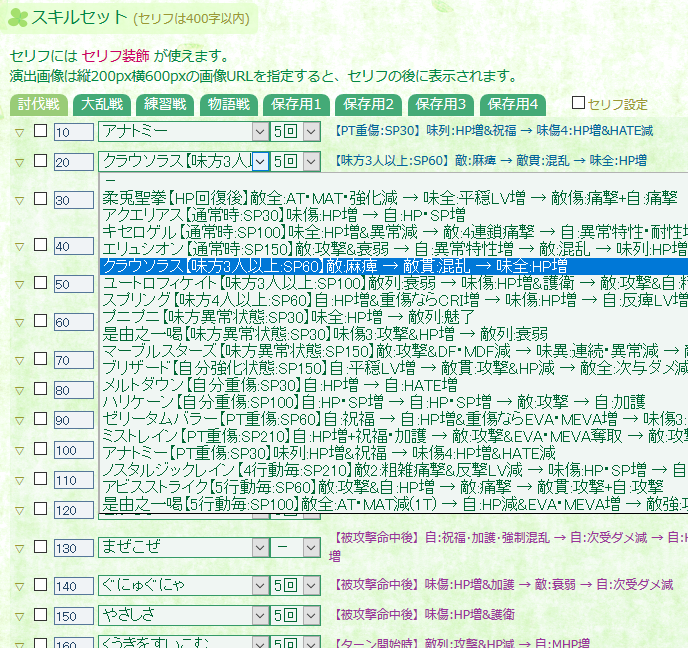 スキルセット (セリフは400字以内)
セリフには セリフ装飾 が使えます。
演出画像は縦200px横600pxの画像URLを指定すると、セリフの後に表示されます。
討伐戦 大乱戦 練習戦 物語戦 保存用1 保存用2 保存用3 保存用4 セリフ設定
▽ 10 アナトミー 5回 【PT重傷:SP30】味列:HP増&祝福 → 味傷4:HP増&HATE減
▽ 20 クラウソラス【味方3人 5回 【味方3人以上:SP60】敵:麻痺 → 敵貫:混乱 → 味全:HP増
－
▽ 30 柔兎聖拳【HP回復後】敵全:AT・MAT・強化減 → 味全:平穏LV増 → 敵傷:痛撃+自:痛撃
アクエリアス【通常時:SP30】味傷:HP増 → 自:HP・SP増
キセロゲル【通常時:SP100】味全:HP増&異常減 → 敵:4連鎖痛撃 → 自:異常特性・耐性増
▽ 40 エリュシオン【通常時:SP150】敵:攻撃&衰弱 → 自:異常特性増 → 敵:混乱 → 味列:HP増
クラウソラス【味方3人以上:SP60】敵:麻痺 → 敵貫:混乱 → 味全:HP増
▽ 50 ユートロフィケイト【味方3人以上:SP100】敵列:衰弱 → 味傷:HP増&護衛 → 敵:攻撃&自:
スプリング【味方4人以上:SP60】自:HP増&重傷ならCRI増 → 味傷:HP増 → 自:反痺LV増
▽ 60 プニプニ【味方異常状態:SP30】味全:HP増 → 敵列:魅了
是由之一喝【味方異常状態:SP30】味傷3:攻撃&HP増 → 敵列:衰弱
マーブルスターズ【味方異常状態:SP150】敵:攻撃&DF・MDF減 → 味異:連続・異常減 →
▽ 70 ブリザード【自分強化状態:SP150】自:平穏LV増 → 敵貫:攻撃&HP減 → 敵全:次与ダメ減
▽ 80 メルトダウン【自分重傷:SP30】自:HP増 → 自:HATE増
ハリケーン【自分重傷:SP100】自:HP・SP増 → 自:HP・SP増 → 敵:攻撃 → 自:加護
▽ 90 ゼリータムバラー【PT重傷:SP60】自:祝福 → 自:HP増&重傷ならEVA・MEVA増 → 味傷3:
ミストレイン【PT重傷:SP210】自:HP増+祝福・加護 → 敵:攻撃&EVA・MEVA奪取 → 敵:攻
▽ 100 アナトミー【PT重傷:SP30】味列:HP増&祝福 → 味傷4:HP増&HATE減
ノスタルジックレイン【4行動毎:SP210】敵2:粗雑痛撃&反撃LV減 → 味傷:HP・SP増 → 自
▽ 110 アビスストライク【5行動毎:SP60】敵:攻撃&自:HP増 → 敵:痛撃 → 敵貫:攻撃+自:攻撃
▽ 120 是由之一喝【5行動毎:SP100】敵全:AT・MAT減(1T) → 自:HP減&EVA・MEVA増 → 敵強:攻
▽ 130 まぜこぜ － 【被攻撃命中後】自:祝福・加護・強制混乱 → 自:次受ダメ減 → 自:HP
増
▽ 140 ぐにゅぐにゃ 5回 【被攻撃命中後】味傷:HP増&加護 → 敵:衰弱 → 自:次受ダメ減
▽ 150 やさしさ 5回 【被攻撃命中後】味傷:HP増&護衛
▽ 160 くうきをすいこむ 5回 【ターン開始時】敵列:攻撃&HP減 → 自:MHP増